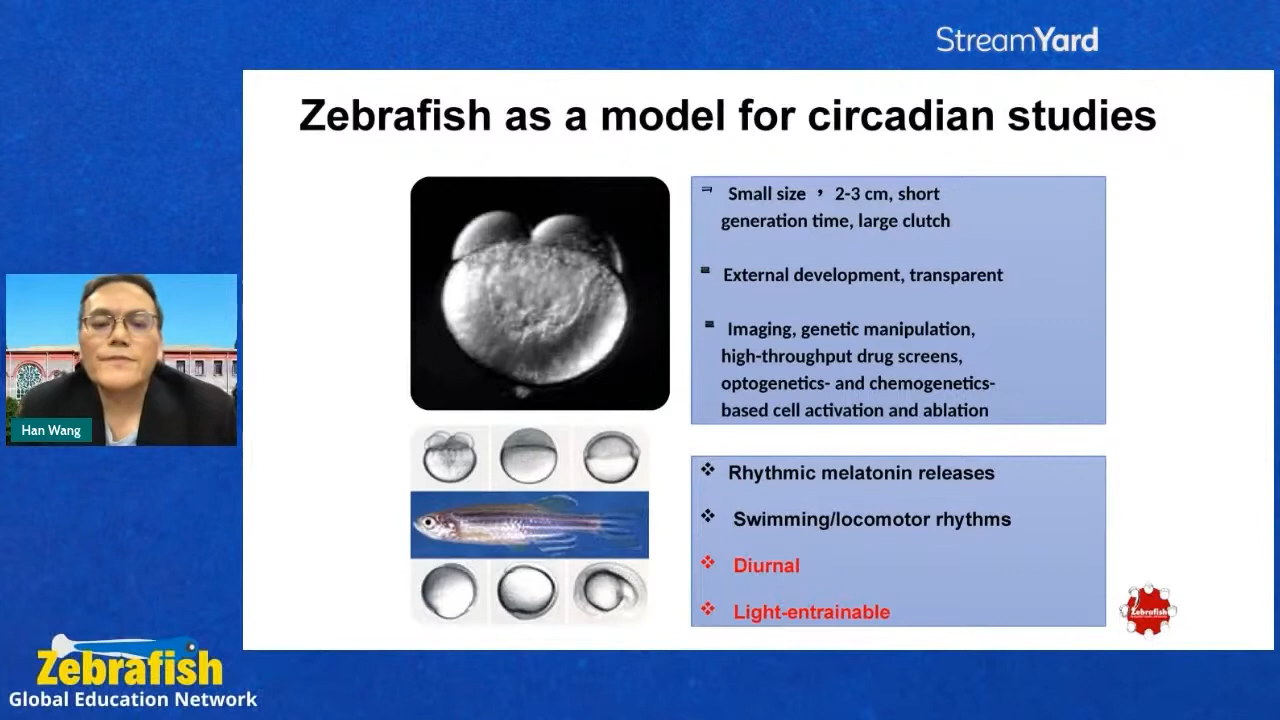 StreamYard
Zebrafish as a model for circadian studies
Small size ， 2-3 cm, short
generation time, large clutch
External development, transparent
Imaging, genetic manipulation,
high-throughput drug screens,
optogenetics- and chemogenetics-
based cell activation and ablation
Rhythmic melatonin releases
Swimming/locomotor rhythms
Diurnal
Light-entrainable
Zebrafish
Han Wang
Zebrafish
Global Education Network